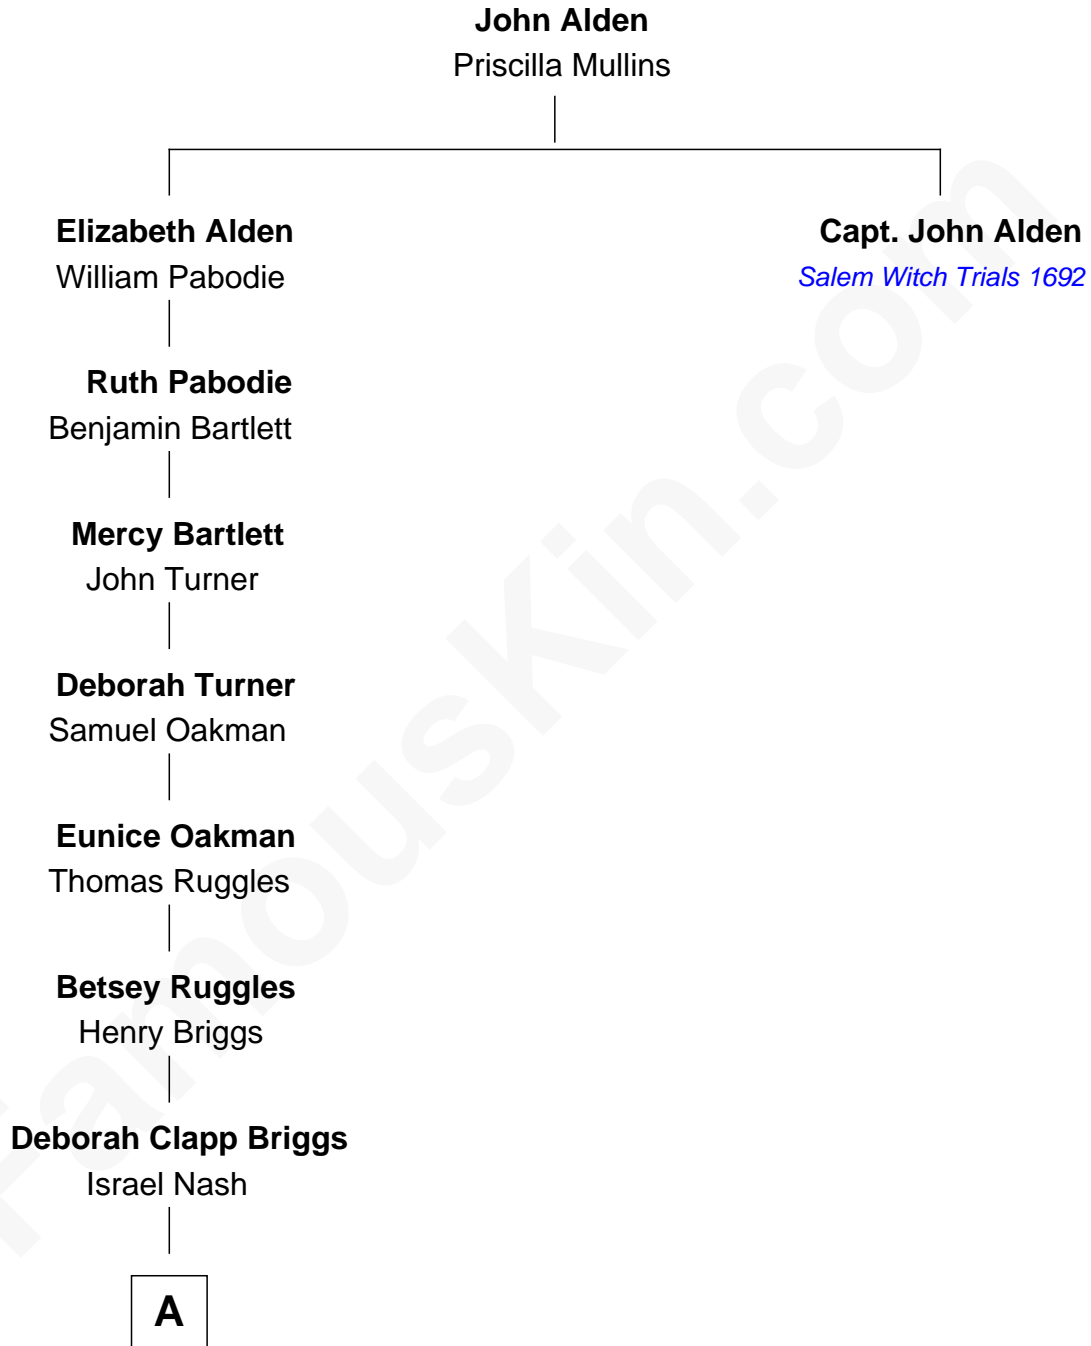 John Alden
Priscilla Mullins
Elizabeth Alden
William Pabodie
Capt. John Alden
Salem Witch Trials 1692
Ruth Pabodie
Benjamin Bartlett
Mercy Bartlett
John Turner
Deborah Turner
Samuel Oakman
Eunice Oakman
Thomas Ruggles
Betsey Ruggles
Henry Briggs
Deborah Clapp Briggs
Israel Nash
A
FamousKin.com